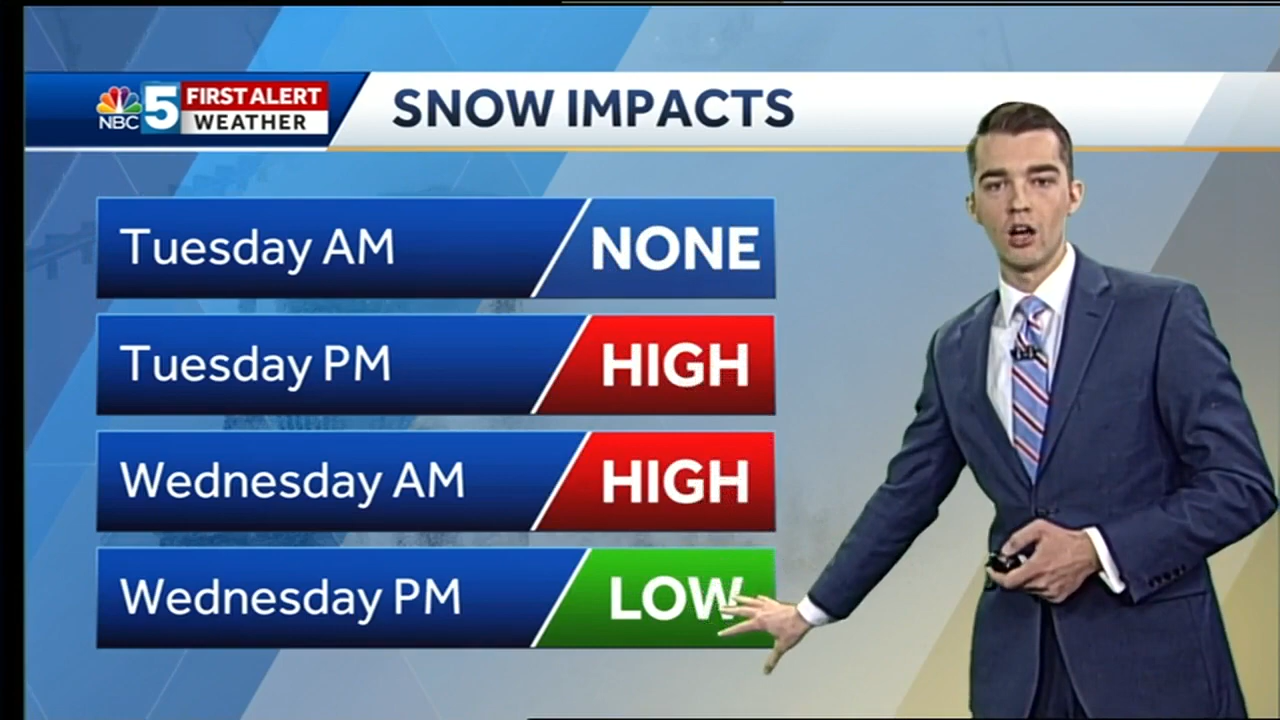 NBC 5 FIRST ALERT WEATHER
SNOW IMPACTS
Tuesday AM NONE
Tuesday PM HIGH
Wednesday AM HIGH
Wednesday PM LOW